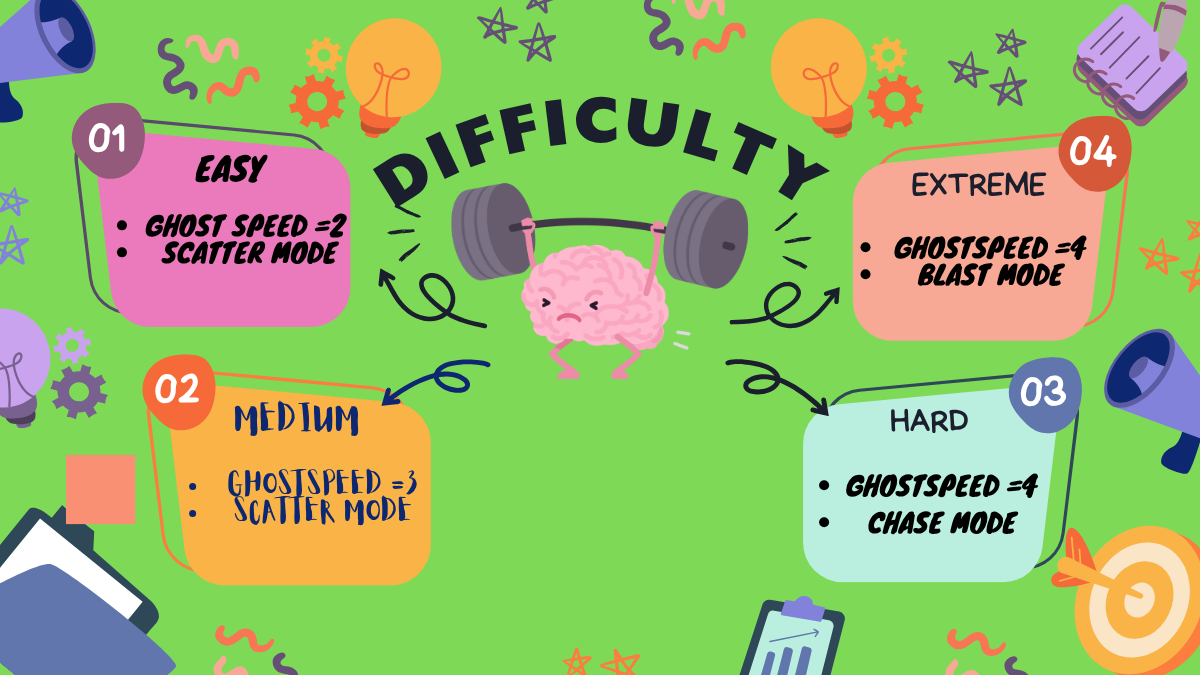 DIFFICULTY
01
EASY
GHOST SPEED =2
SCATTER MODE
02
MEDIUM
GHOSTSPEED =3
SCATTER MODE
03
HARD
GHOSTSPEED =4
CHASE MODE
04
EXTREME
GHOSTSPEED =4
BLAST MODE